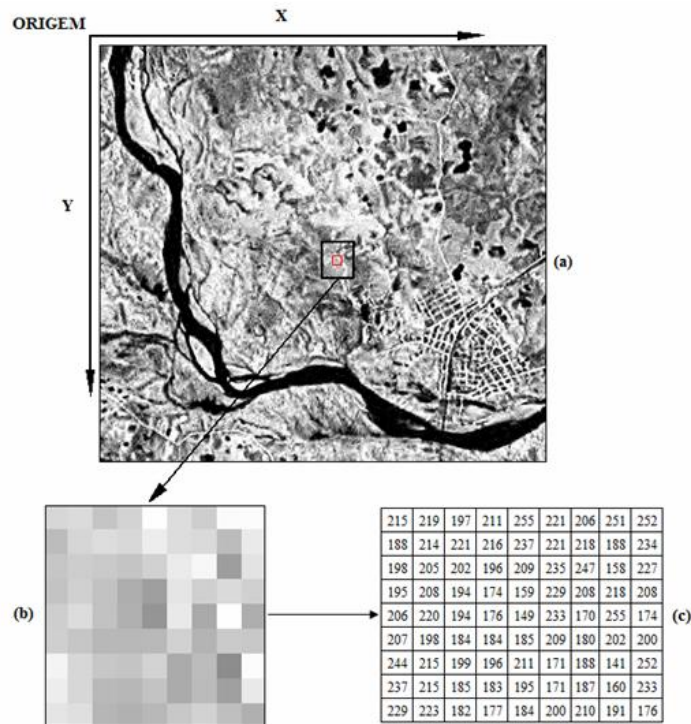 ORIGEM
X
Y
(a)
(b)
(c)
215 219 197 211 255 221 206 251 252
188 214 221 216 237 221 218 188 234
198 205 202 196 209 235 247 158 227
195 208 194 174 159 229 208 218 208
206 220 194 176 149 233 170 255 174
207 198 184 184 185 209 180 202 200
244 215 199 196 211 171 188 141 252
237 215 185 183 195 171 187 160 233
229 223 182 177 184 200 210 191 176